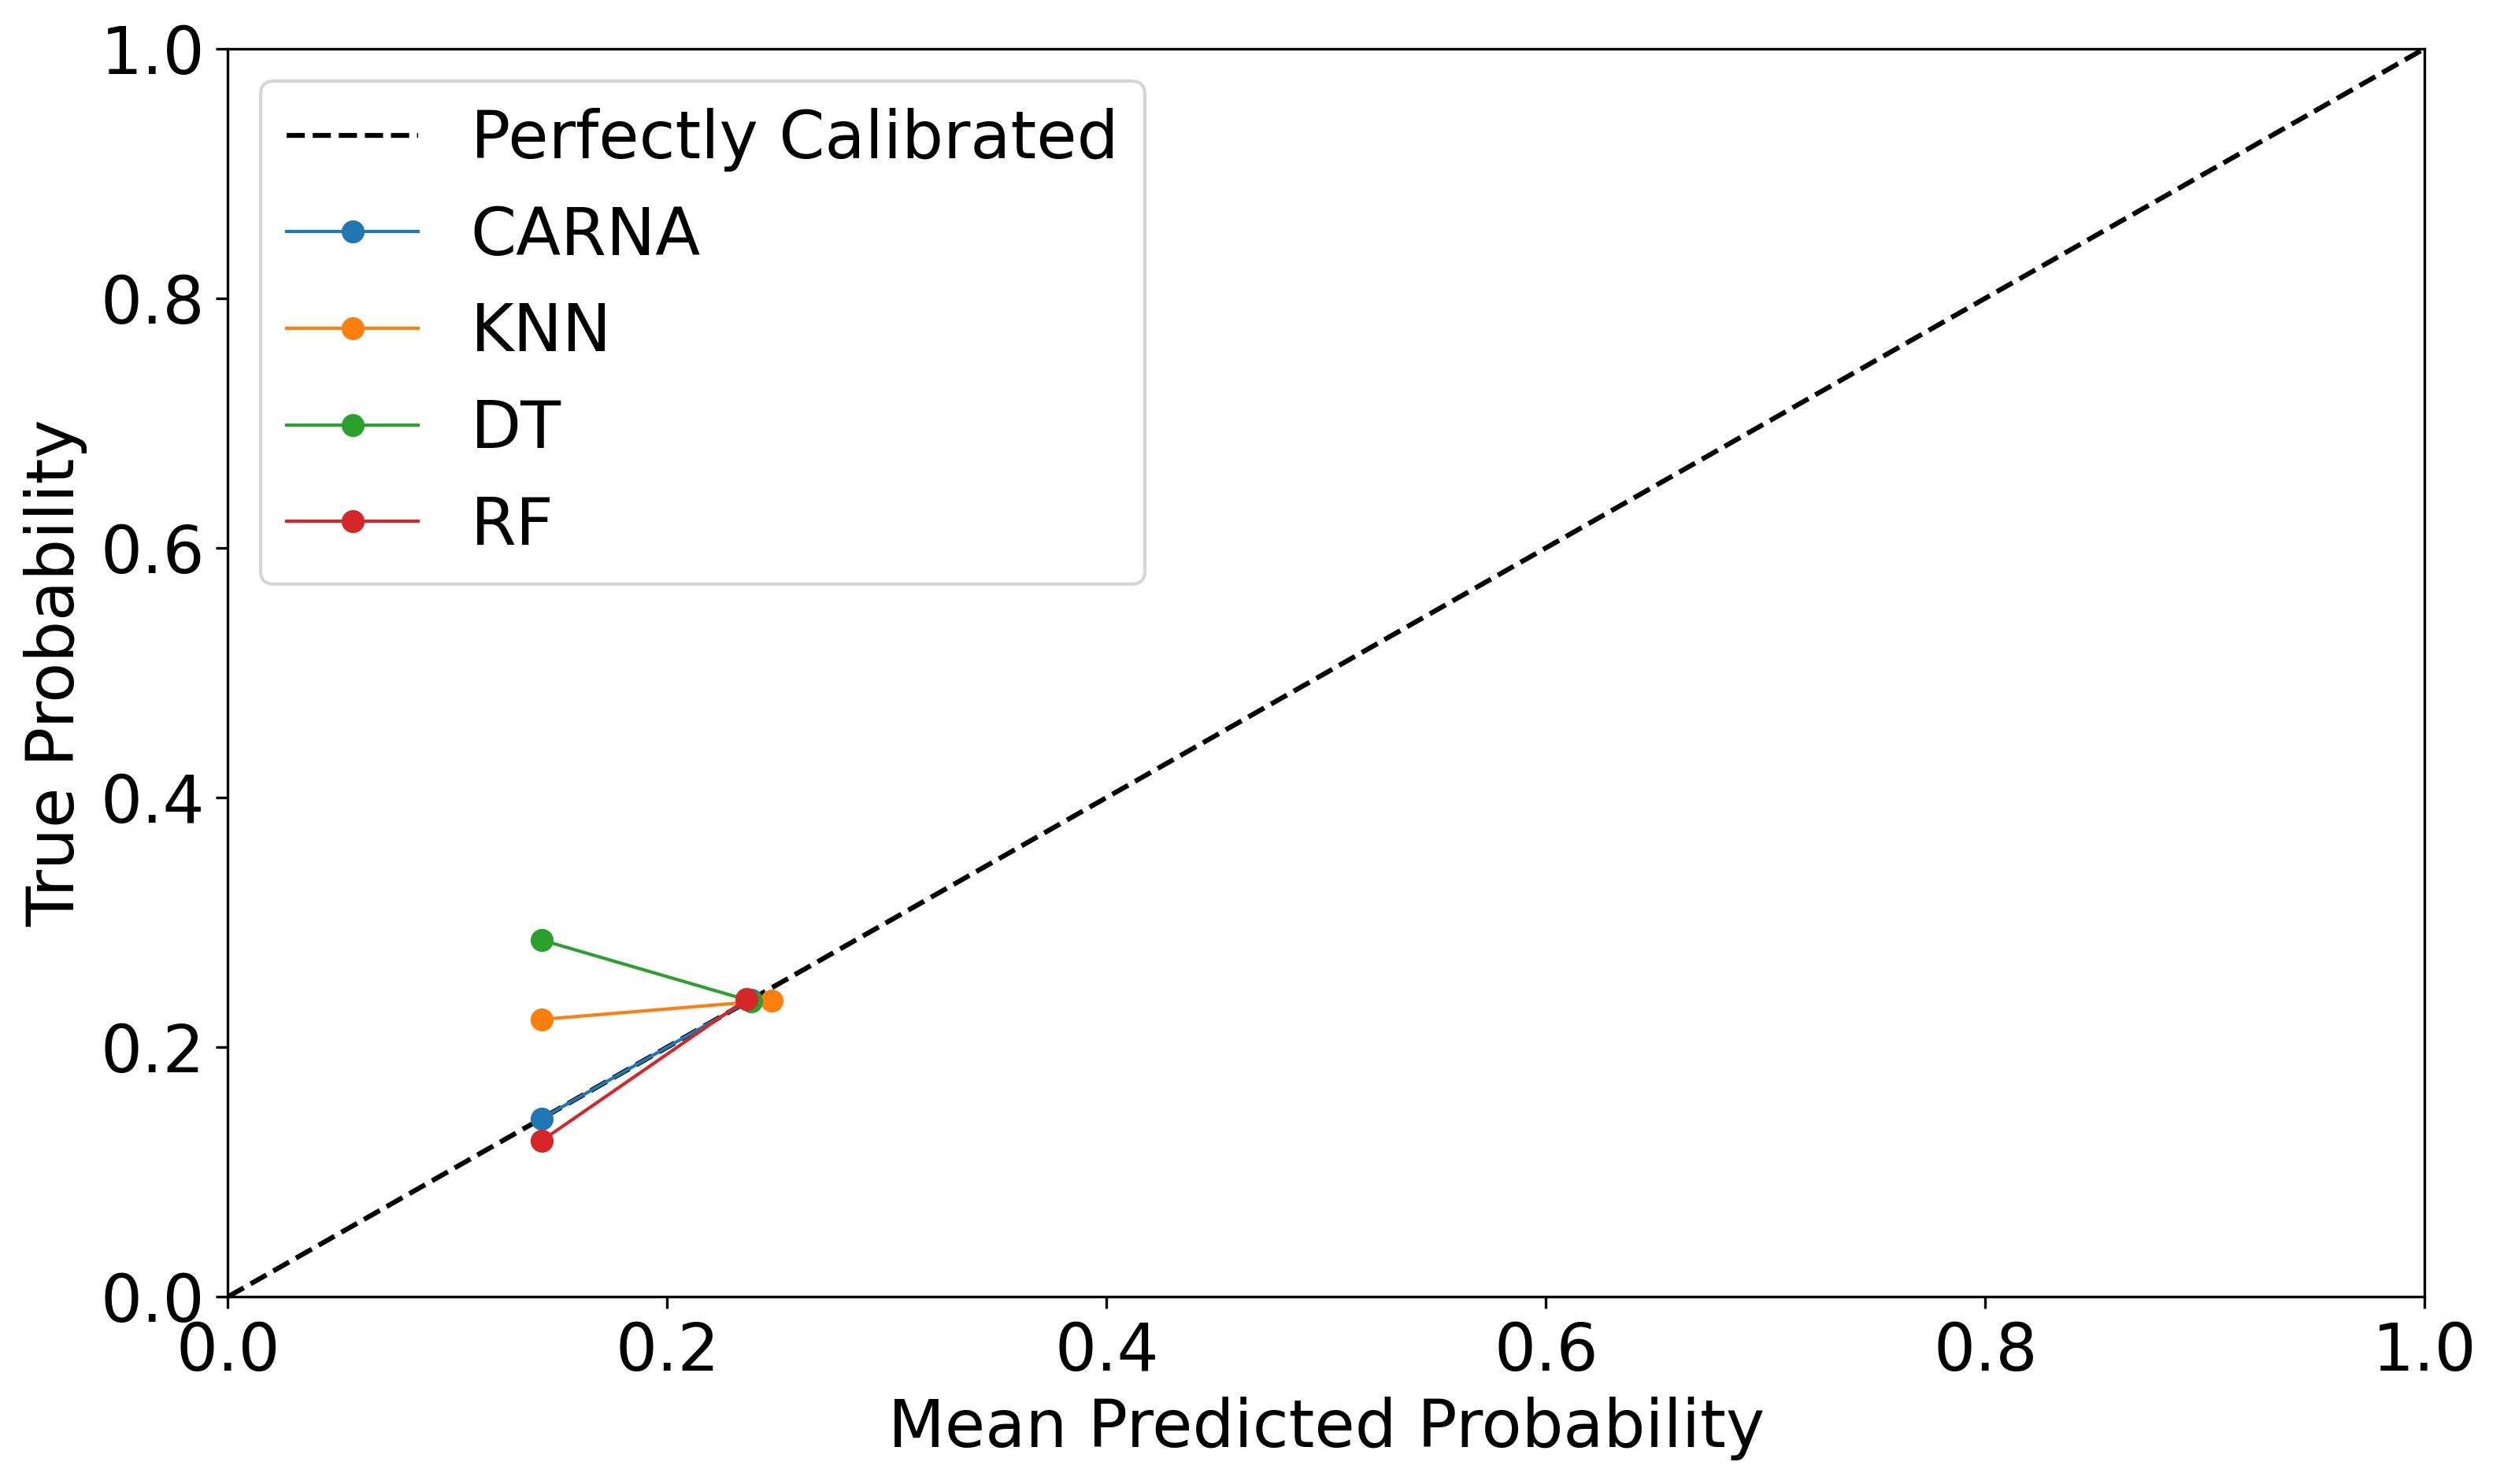 1.0
0.8
0.6
0.4
0.2
0.0
True Probability
Perfectly Calibrated
CARNA
KNN
DT
RF
0.0 0.2 0.4 0.6 0.8 1.0
Mean Predicted Probability